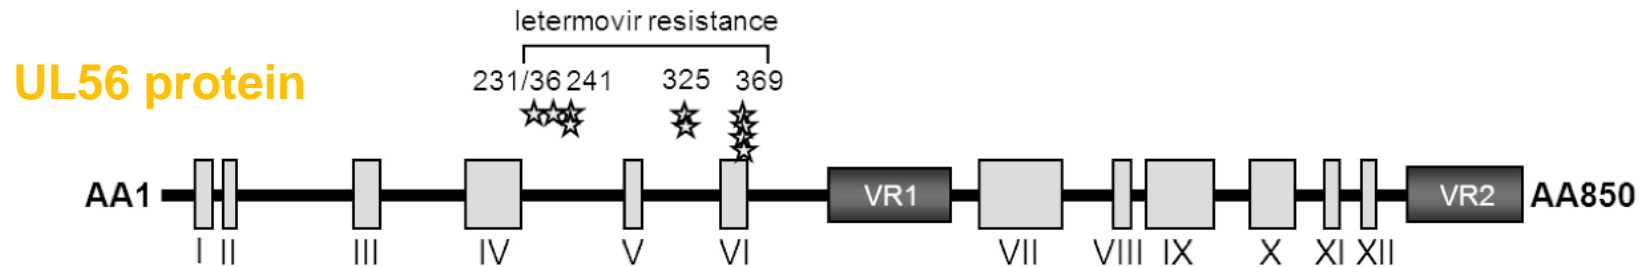 letermovir resistance
UL56 protein
231/36 241 325 369
AA1 VR1 VR2 AA850
I II III IV V VI VII VIII IX X XI XII